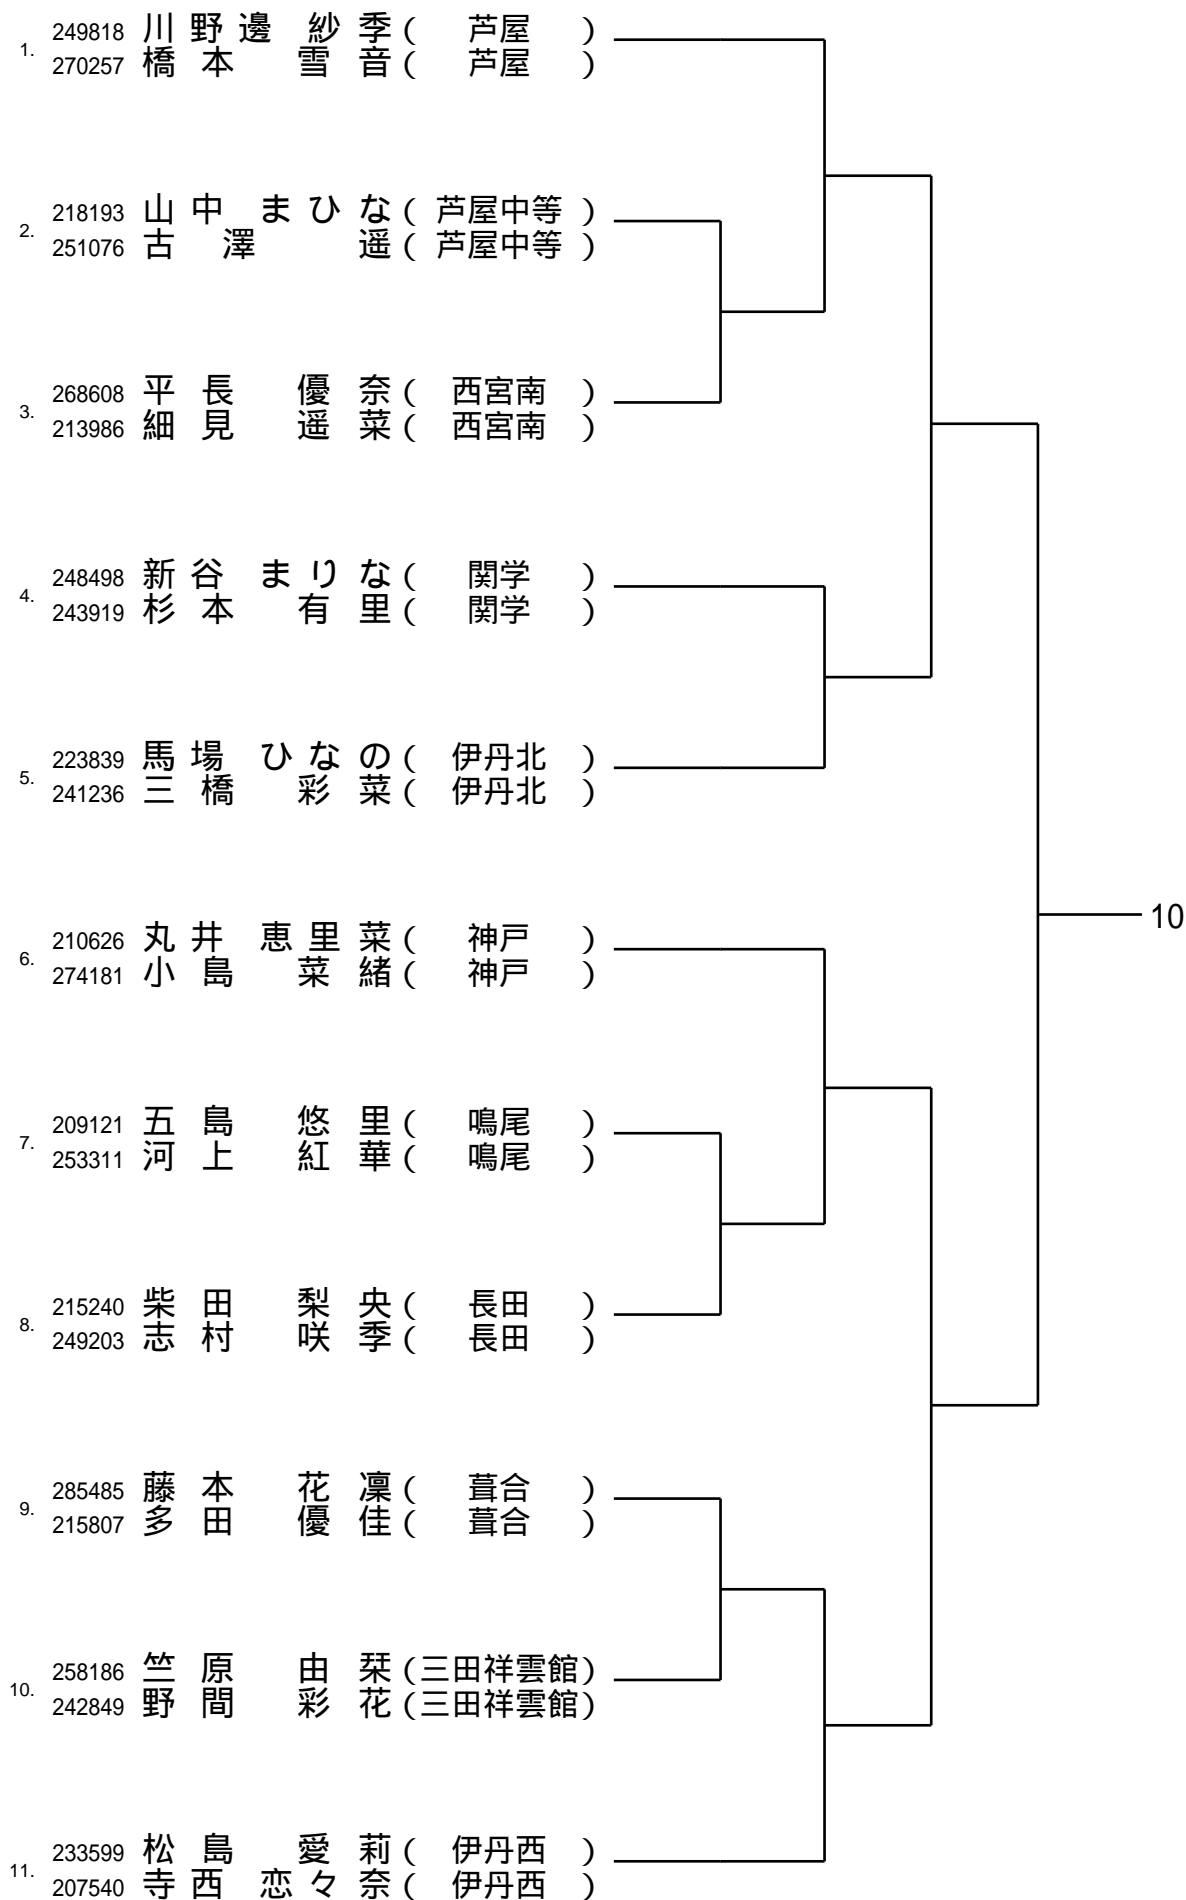 1. 249818 川野邊 紗季 ( 芦屋 )
270257 橋本 雪音 ( 芦屋 )
2. 218193 山中 まひな ( 芦屋中等 )
251076 古澤 遥 ( 芦屋中等 )
3. 268608 平長 優奈 ( 西宮南 )
213986 細見 遥菜 ( 西宮南 )
4. 248498 新谷 まりな ( 関学 )
243919 杉本 有里 ( 関学 )
5. 223839 馬場 ひなの ( 伊丹北 )
241236 三橋 彩菜 ( 伊丹北 )
10
6. 210626 丸井 恵里菜 ( 神戸 )
274181 小島 菜緒 ( 神戸 )
7. 209121 五島 悠里 ( 鳴尾 )
253311 河上 紅華 ( 鳴尾 )
8. 215240 柴田 梨央 ( 長田 )
249203 志村 咲季 ( 長田 )
9. 285485 藤本 花凜 ( 葺合 )
215807 多田 優佳 ( 葺合 )
10. 258186 竺原 由栞 (三田祥雲館)
242849 野間 彩花 (三田祥雲館)
11. 233599 松島 愛莉 ( 伊丹西 )
207540 寺西 恋々奈 ( 伊丹西 )